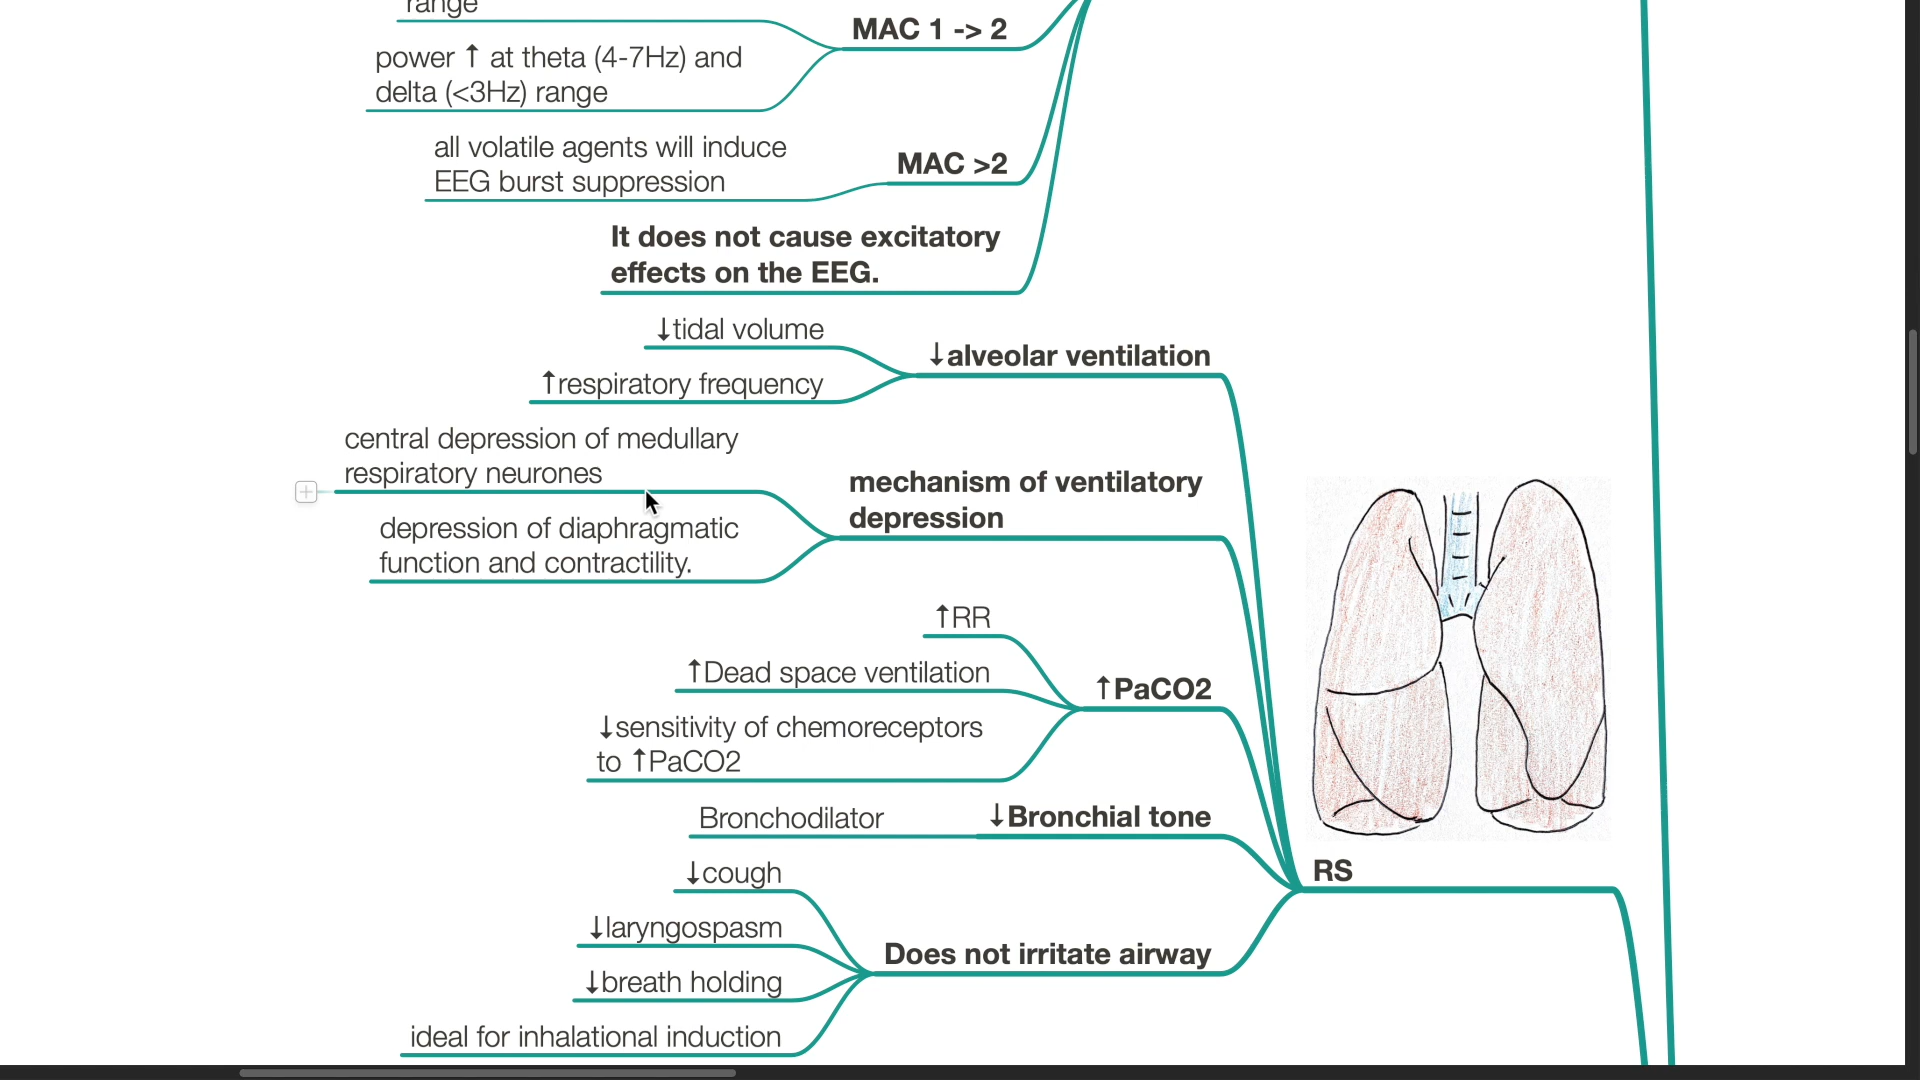 range
MAC 1 -> 2
power ↑ at theta (4-7Hz) and
delta (<3Hz) range
all volatile agents will induce
EEG burst suppression
MAC >2
It does not cause excitatory
effects on the EEG.
↓tidal volume
↓alveolar ventilation
↑respiratory frequency
central depression of medullary
respiratory neurones
mechanism of ventilatory
depression
depression of diaphragmatic
function and contractility.
↑RR
↑Dead space ventilation
↑PaCO2
↓sensitivity of chemoreceptors
to ↑PaCO2
Bronchodilator
↓Bronchial tone
↓cough
RS
↓laryngospasm
Does not irritate airway
↓breath holding
ideal for inhalational induction